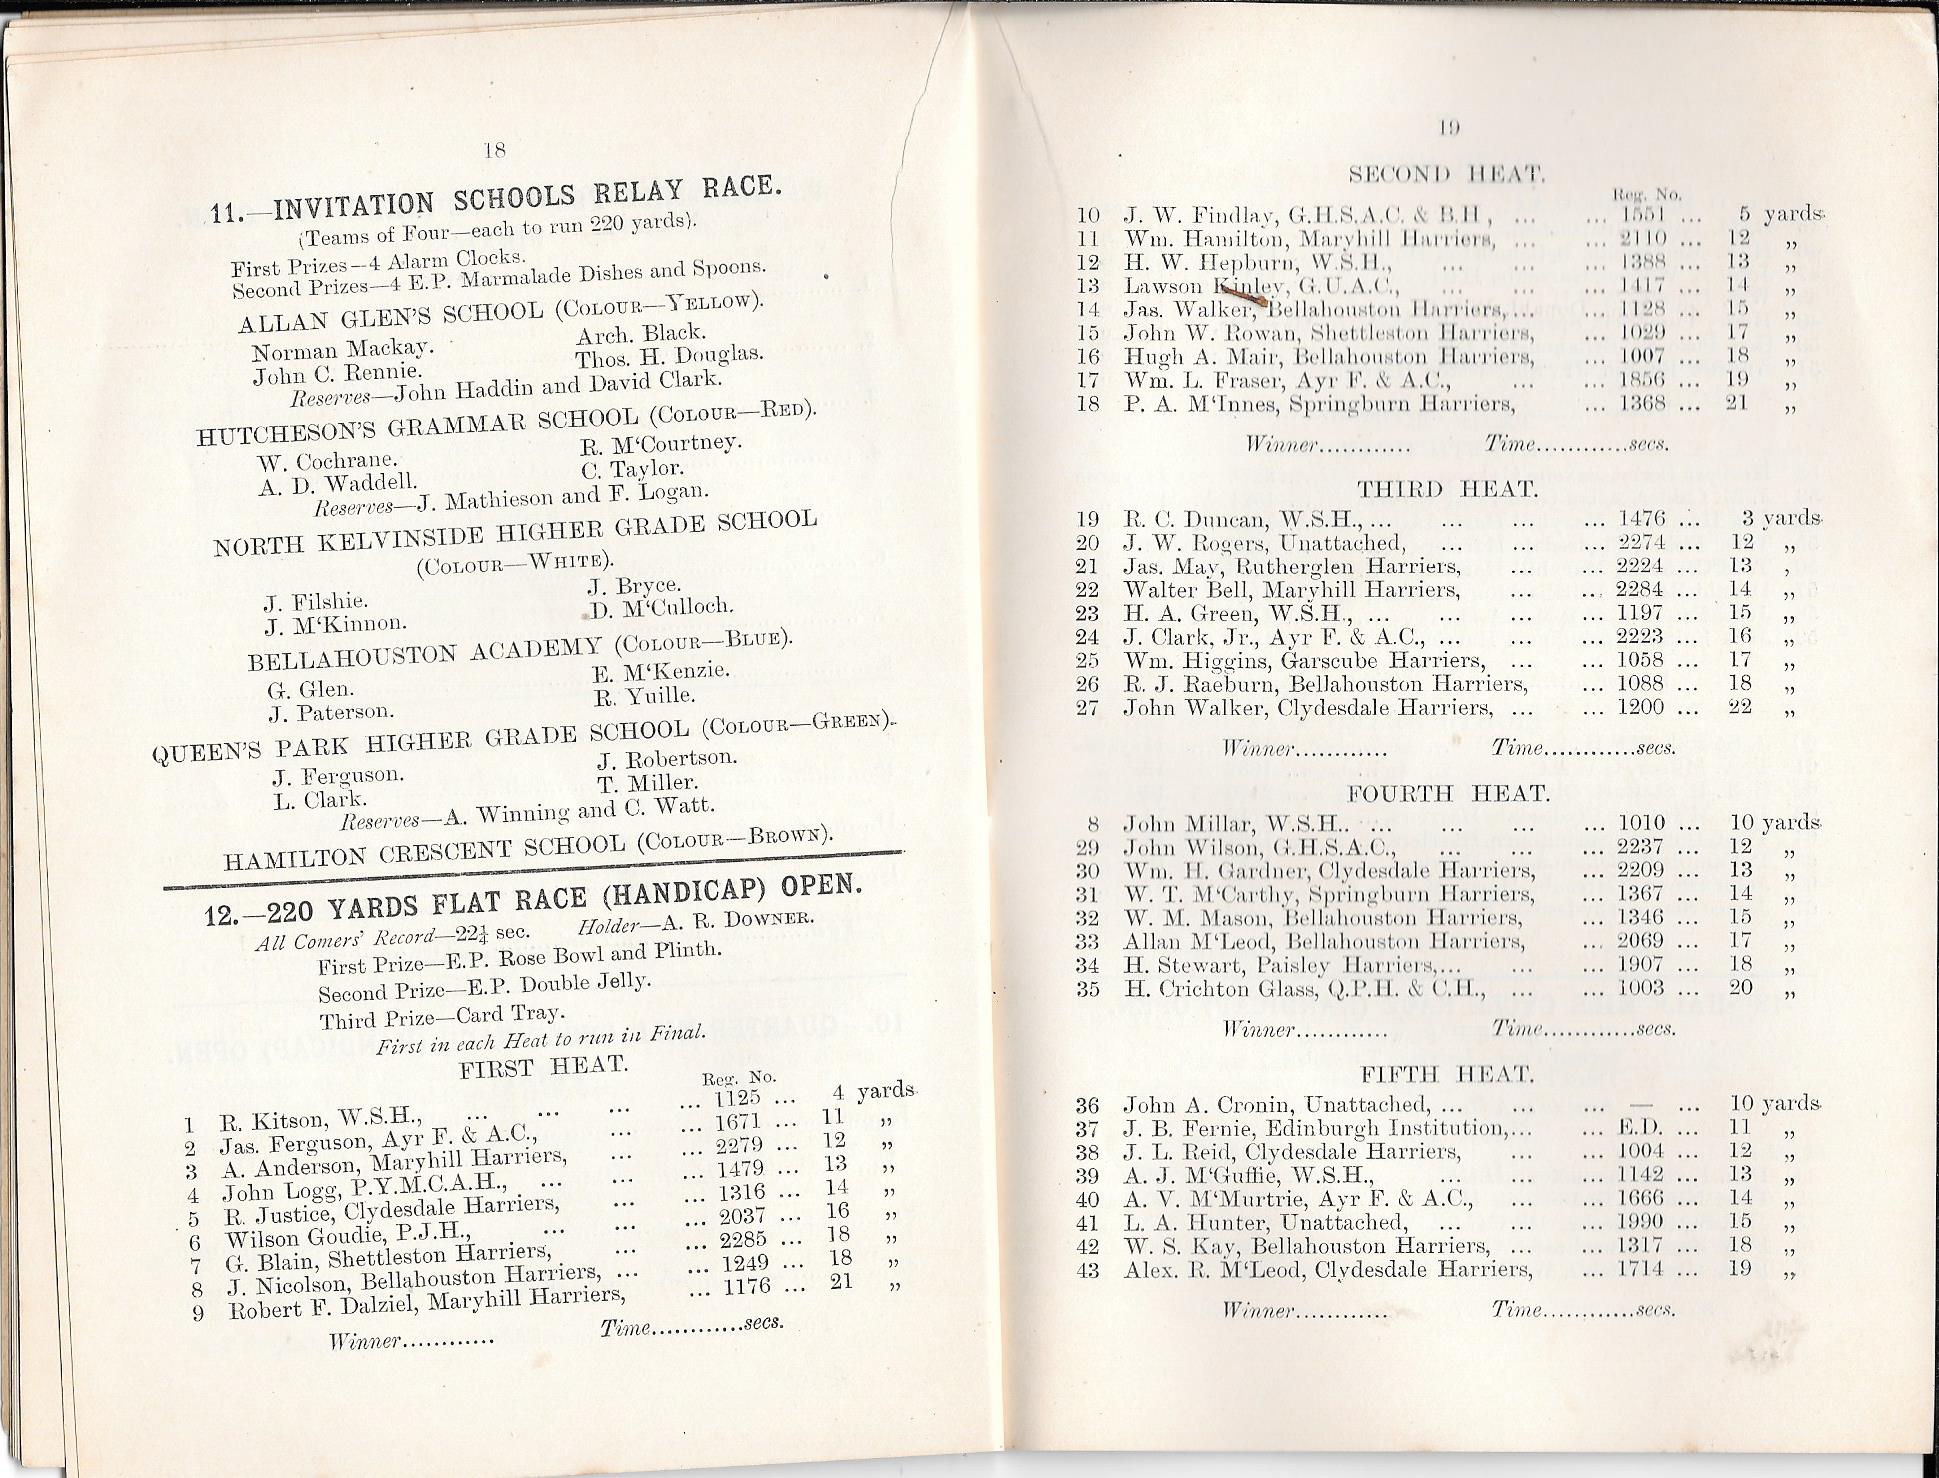 18
11.—INVITATION SCHOOLS RELAY RACE.
(Teams of Four—each to run 220 yards).
First Prizes—4 Alarm Clocks.
Second Prizes—4 E.P. Marmalade Dishes and Spoons.
ALLAN GLEN'S SCHOOL (COLOUR—YELLOW).
Norman Mackay. Arch. Black.
John C. Rennie. Thos. H. Douglas.
Reserves—John Haddin and David Clark.
HUTCHESON'S GRAMMAR SCHOOL (COLOUR—RED).
W. Cochrane. R. M'Courtney.
A. D. Waddell. C. Taylor.
Reserves—J. Mathieson and F. Logan.
NORTH KELVINSIDE HIGHER GRADE SCHOOL
(COLOUR—WHITE).
J. Filshie. J. Bryce.
J. M'Kinnon. D. M'Culloch.
BELLAHOUSTON ACADEMY (COLOUR—BLUE).
G. Glen. E. M'Kenzie.
J. Paterson. R. Yuille.
QUEEN'S PARK HIGHER GRADE SCHOOL (COLOUR—GREEN).
J. Ferguson. J. Robertson.
L. Clark. T. Miller.
Reserves—A. Winning and C. Watt.
HAMILTON CRESCENT SCHOOL (COLOUR—BROWN).
12.—220 YARDS FLAT RACE (HANDICAP) OPEN.
All Comers' Record—22¼ sec. Holder—A. R. DOWNER.
First Prize—E.P. Rose Bowl and Plinth.
Second Prize—E.P. Double Jelly.
Third Prize—Card Tray.
First in each Heat to run in Final.
FIRST HEAT.
Reg. No.
1 R. Kitson, W.S.H., ... ... ... ... 1125 ... 4 yards.
2 Jas. Ferguson, Ayr F. & A.C., ... ... 1671 ... 11 „
3 A. Anderson, Maryhill Harriers, ... ... 2279 ... 12 „
4 John Logg, P.Y.M.C.A.H., ... ... ... 1479 ... 13 „
5 R. Justice, Clydesdale Harriers, ... ... 1316 ... 14 „
6 Wilson Goudie, P.J.H., ... ... ... 2037 ... 16 „
7 G. Blain, Shettleston Harriers, ... ... 2285 ... 18 „
8 J. Nicolson, Bellahouston Harriers, ... ... 1249 ... 18 „
9 Robert F. Dalziel, Maryhill Harriers, ... 1176 ... 21 „
Winner............ Time............secs.
19
SECOND HEAT.
Reg. No.
10 J. W. Findlay, G.H.S.A.C. & B.H., ... ... 1551 ... 5 yards.
11 Wm. Hamilton, Maryhill Harriers, ... ... 2110 ... 12 „
12 H. W. Hepburn, W.S.H., ... ... ... 1388 ... 13 „
13 Lawson Kinley, G.U.A.C., ... ... ... 1417 ... 14 „
14 Jas. Walker, Bellahouston Harriers,... ... 1128 ... 15 „
15 John W. Rowan, Shettleston Harriers, ... 1029 ... 17 „
16 Hugh A. Mair, Bellahouston Harriers, ... 1007 ... 18 „
17 Wm. L. Fraser, Ayr F. & A.C., ... ... 1856 ... 19 „
18 P. A. M'Innes, Springburn Harriers, ... 1368 ... 21 „
Winner............ Time............secs.
THIRD HEAT.
19 R. C. Duncan, W.S.H., ... ... ... ... 1476 ... 3 yards.
20 J. W. Rogers, Unattached, ... ... ... 2274 ... 12 „
21 Jas. May, Rutherglen Harriers, ... ... 2224 ... 13 ,
22 Walter Bell, Maryhill Harriers, ... ... 2284 ... 14 „
23 H. A. Green, W.S.H., ... ... ... ... 1197 ... 15 „
24 J. Clark, Jr., Ayr F. & A.C., ... ... ... 2223 ... 16 „
25 Wm. Higgins, Garscube Harriers, ... ... 1058 ... 17 „
26 R. J. Raeburn, Bellahouston Harriers, ... 1088 ... 18 „
27 John Walker, Clydesdale Harriers, ... ... 1200 ... 22 „
Winner............ Time............secs.
FOURTH HEAT.
8 John Millar, W.S.H.. ... ... ... ... 1010 ... 10 yards.
29 John Wilson, G.H.S.A.C., ... ... ... 2237 ... 12 „
30 Wm. H. Gardner, Clydesdale Harriers, ... 2209 ... 13 „
31 W. T. M'Carthy, Springburn Harriers, ... 1367 ... 14 „
32 W. M. Mason, Bellahouston Harriers, ... 1346 ... 15 „
33 Allan M'Leod, Bellahouston Harriers, ... 2069 ... 17 „
34 H. Stewart, Paisley Harriers,... ... ... 1907 ... 18 „
35 H. Crichton Glass, Q.P.H. & C.H., ... ... 1003 ... 20 „
Winner............ Time............secs.
FIFTH HEAT.
36 John A. Cronin, Unattached, ... ... ... — ... 10 yards.
37 J. B. Fernie, Edinburgh Institution,... ... E.D. ... 11 „
38 J. L. Reid, Clydesdale Harriers, ... ... 1004 ... 12 „
39 A. J. M'Guffie, W.S.H., ... ... ... 1142 ... 13 „
40 A. V. M'Murtrie, Ayr F. & A.C., ... ... 1666 ... 14 „
41 L. A. Hunter, Unattached, ... ... ... 1990 ... 15 „
42 W. S. Kay, Bellahouston Harriers, ... ... 1317 ... 18 „
43 Alex. R. M'Leod, Clydesdale Harriers, ... 1714 ... 19 „
Winner............ Time............secs.